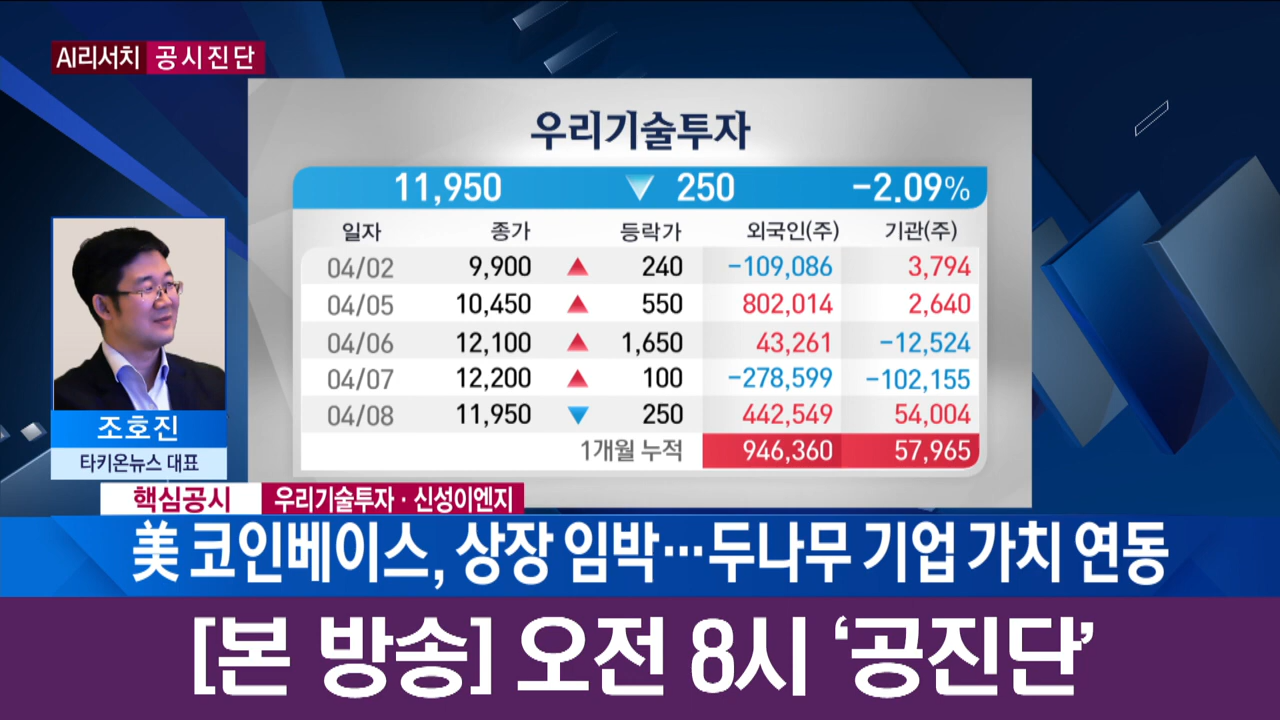 AI리서치 공시진단
우리기술투자
11,950 ▼ 250 -2.09%
일자 종가 등락가 외국인(주) 기관(주)
04/02 9,900 ▲ 240 -109,086 3,794
04/05 10,450 ▲ 550 802,014 2,640
04/06 12,100 ▲ 1,650 43,261 -12,524
04/07 12,200 ▲ 100 -278,599 -102,155
04/08 11,950 ▼ 250 442,549 54,004
1개월 누적 946,360 57,965
조호진
타키온뉴스 대표
핵심공시 우리기술투자·신성이엔지
美 코인베이스, 상장 임박…두나무 기업 가치 연동
[본 방송] 오전 8시 ‘공진단’